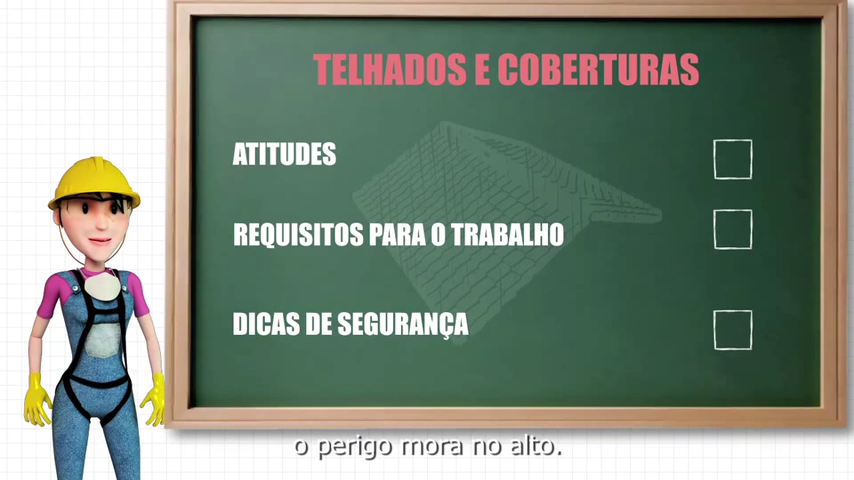 TELHADOS E COBERTURAS
ATITUDES
REQUISITOS PARA O TRABALHO
DICAS DE SEGURANÇA
o perigo mora no alto.